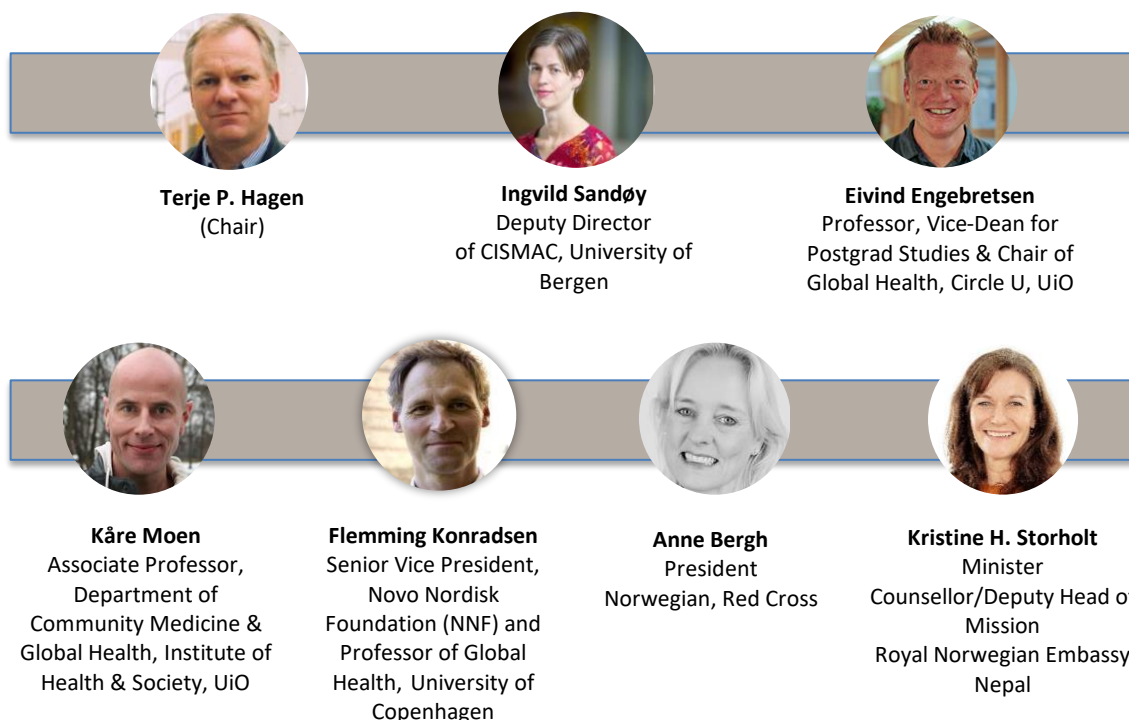 Terje P. Hagen
(Chair)
Ingvild Sandøy
Deputy Director
of CISMAC, University of
Bergen
Eivind Engebretsen
Professor, Vice-Dean for
Postgrad Studies & Chair of
Global Health, Circle U, UiO
Kåre Moen
Associate Professor,
Department of
Community Medicine &
Global Health, Institute of
Health & Society, UiO
Flemming Konradsen
Senior Vice President,
Novo Nordisk
Foundation (NNF) and
Professor of Global
Health, University of
Copenhagen
Anne Bergh
President
Norwegian, Red Cross
Kristine H. Storholt
Minister
Counsellor/Deputy Head of
Mission
Royal Norwegian Embassy
Nepal